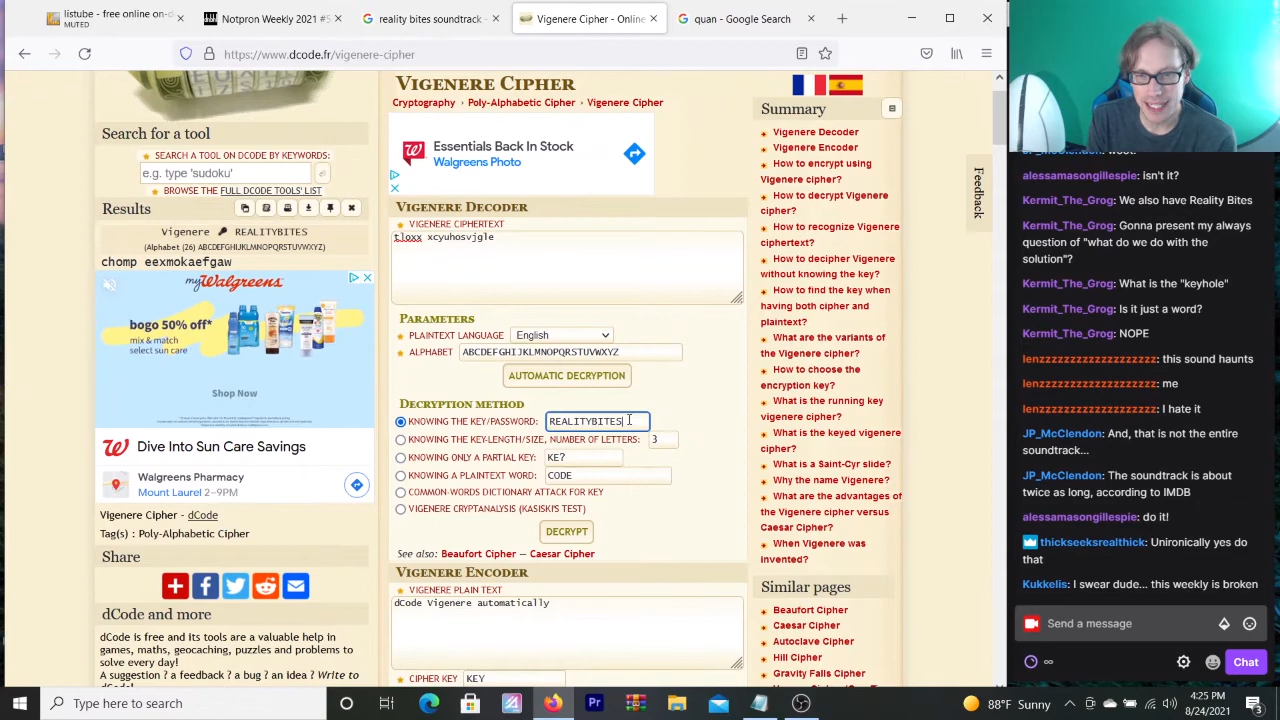 listube - free online do
MUTED
Notpron Weekly 2021 #5
reality bites soundtrack -
Vigenere Cipher - Online
quan - Google Search
https://www.dcode.fr/vigenere-cipher
Search for a tool
SEARCH A TOOL ON DCODE BY KEYWORDS:
e.g. type 'sudoku'
BROWSE THE FULL DCODE TOOLS' LIST
Results
Vigenere REALITYBITES
(Alphabet (26) ABCDEFGHIJKLMNOPQRSTUVWXYZ)
chomp eexmokaefgaw
myWalgreens
bogo 50% off*
mix & match
select sun care
Shop Now
Dive Into Sun Care Savings
Walgreens Pharmacy
Mount Laurel 2–9PM
Vigenere Cipher - dCode
Tag(s) : Poly-Alphabetic Cipher
Share
dCode and more
dCode is free and its tools are a valuable help in
games, maths, geocaching, puzzles and problems to
solve every day!
A suggestion ? a feedback ? a bug ? an idea ? Write to
VIGENERE CIPHER
Cryptography › Poly-Alphabetic Cipher › Vigenere Cipher
Essentials Back In Stock
Walgreens Photo
VIGENERE DECODER
VIGENERE CIPHERTEXT
tloxx xcyuhosvjgle
PARAMETERS
PLAINTEXT LANGUAGE English
ALPHABET ABCDEFGHIJKLMNOPQRSTUVWXYZ
AUTOMATIC DECRYPTION
DECRYPTION METHOD
KNOWING THE KEY/PASSWORD: REALITYBITES
KNOWING THE KEY-LENGTH/SIZE, NUMBER OF LETTERS: 3
KNOWING ONLY A PARTIAL KEY: KE?
KNOWING A PLAINTEXT WORD: CODE
COMMON-WORDS DICTIONARY ATTACK FOR KEY
VIGENERE CRYPTANALYSIS (KASISKI'S TEST)
DECRYPT
See also: Beaufort Cipher — Caesar Cipher
VIGENERE ENCODER
VIGENERE PLAIN TEXT
dCode Vigenere automatically
CIPHER KEY KEY
Summary
Vigenere Decoder
Vigenere Encoder
How to encrypt using
Vigenere cipher?
How to decrypt Vigenere
cipher?
How to recognize Vigenere
ciphertext?
How to decipher Vigenere
without knowing the key?
How to find the key when
having both cipher and
plaintext?
What are the variants of
the Vigenere cipher?
How to choose the
encryption key?
What is the running key
vigenere cipher?
What is the keyed vigenere
cipher?
What is a Saint-Cyr slide?
Why the name Vigenere?
What are the advantages of
the Vigenere cipher versus
Caesar Cipher?
When Vigenere was
invented?
Similar pages
Beaufort Cipher
Caesar Cipher
Autoclave Cipher
Hill Cipher
Gravity Falls Cipher
Feedback
alessamasongillespie: isn't it?
Kermit_The_Grog: We also have Reality Bites
Kermit_The_Grog: Gonna present my always
question of "what do we do with the
solution"?
Kermit_The_Grog: What is the "keyhole"
Kermit_The_Grog: Is it just a word?
Kermit_The_Grog: NOPE
lenzzzzzzzzzzzzzzzzzzzz: this sound haunts
lenzzzzzzzzzzzzzzzzzzzz: me
lenzzzzzzzzzzzzzzzzzzzz: I hate it
JP_McClendon: And, that is not the entire
soundtrack...
JP_McClendon: The soundtrack is about
twice as long, according to IMDB
alessamasongillespie: do it!
thickseeksrealthick: Unironically yes do
that
Kukkelis: I swear dude... this weekly is broken
Send a message
Chat
Type here to search
88°F Sunny
4:25 PM
8/24/2021
3